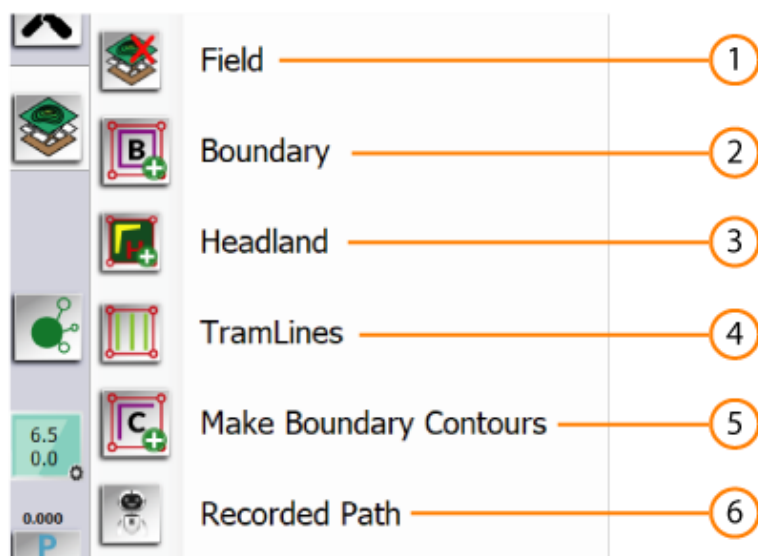 Field 1
B
Boundary 2
H
Headland 3
TramLines 4
C
Make Boundary Contours 5
6.5
0.0
Recorded Path 6
0.000
P